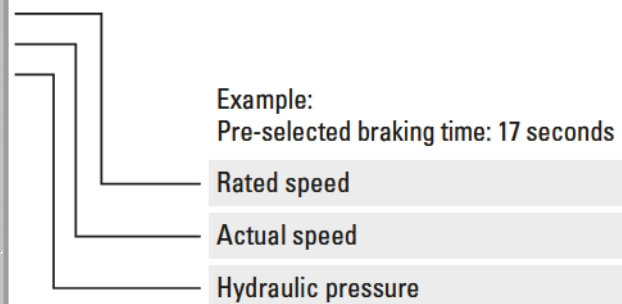 Example:
Pre-selected braking time: 17 seconds
Rated speed
Actual speed
Hydraulic pressure